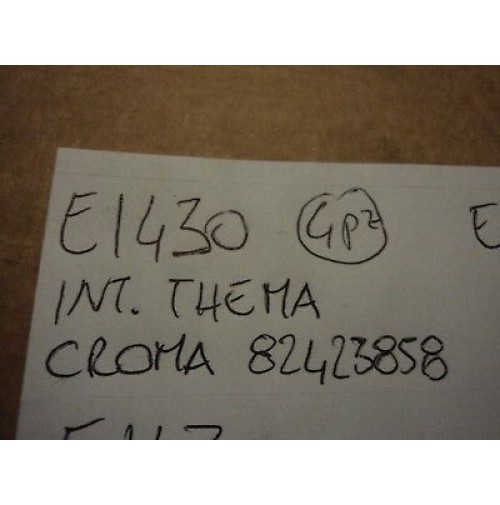 E1430 4pz E
INT. THEMA
CROMA 82423858